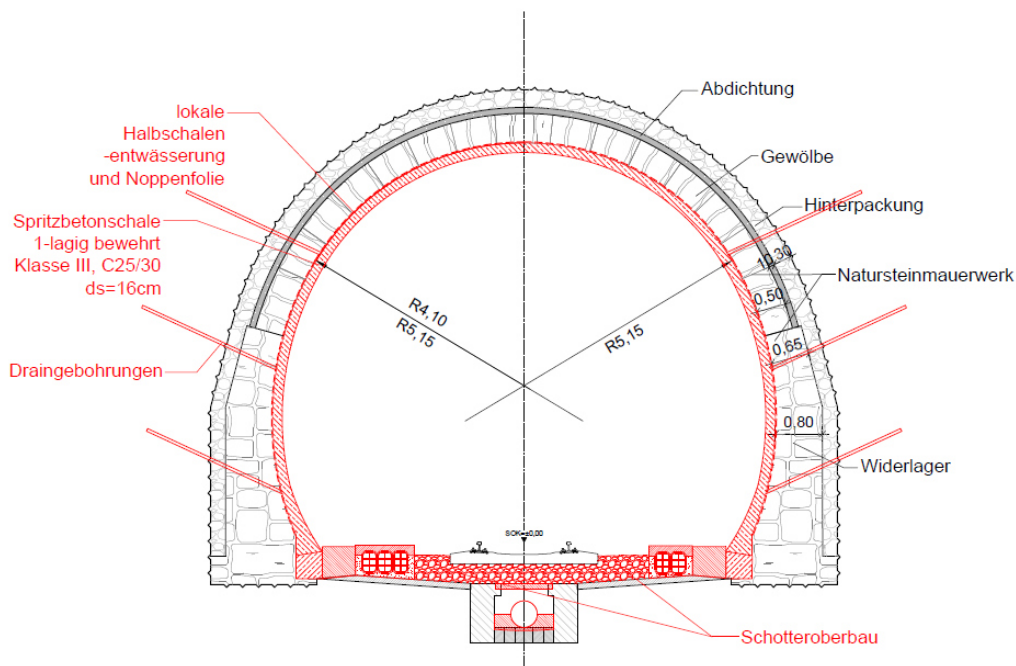 Abdichtung
lokale
Halbschalen
-entwässerung
und Noppenfolie
Gewölbe
Hinterpackung
Spritzbetonschale
1-lagig bewehrt
Klasse III, C25/30
ds=16cm
10,30
Natursteinmauerwerk
0,50
R4,10
R5,15
R5,15
0,65
Draingebohrungen
0,80
Widerlager
SOK=±0,00
Schotteroberbau